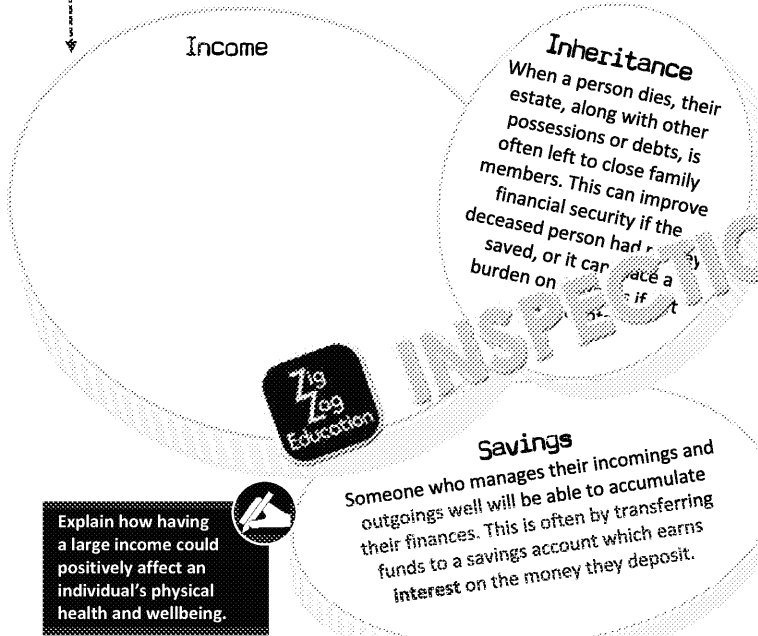 Income
Inheritance
When a person dies, their
estate, along with other
possessions or debts, is
often left to close family
members. This can improve
financial security if the
deceased person had
saved, or it can place a
burden on if
Zig
Zag
Education
INSPECTIO
Savings
Someone who manages their incomings and
outgoings well will be able to accumulate
their finances. This is often by transferring
funds to a savings account which earns
interest on the money they deposit.
Explain how having
a large income could
positively affect an
individual's physical
health and wellbeing.